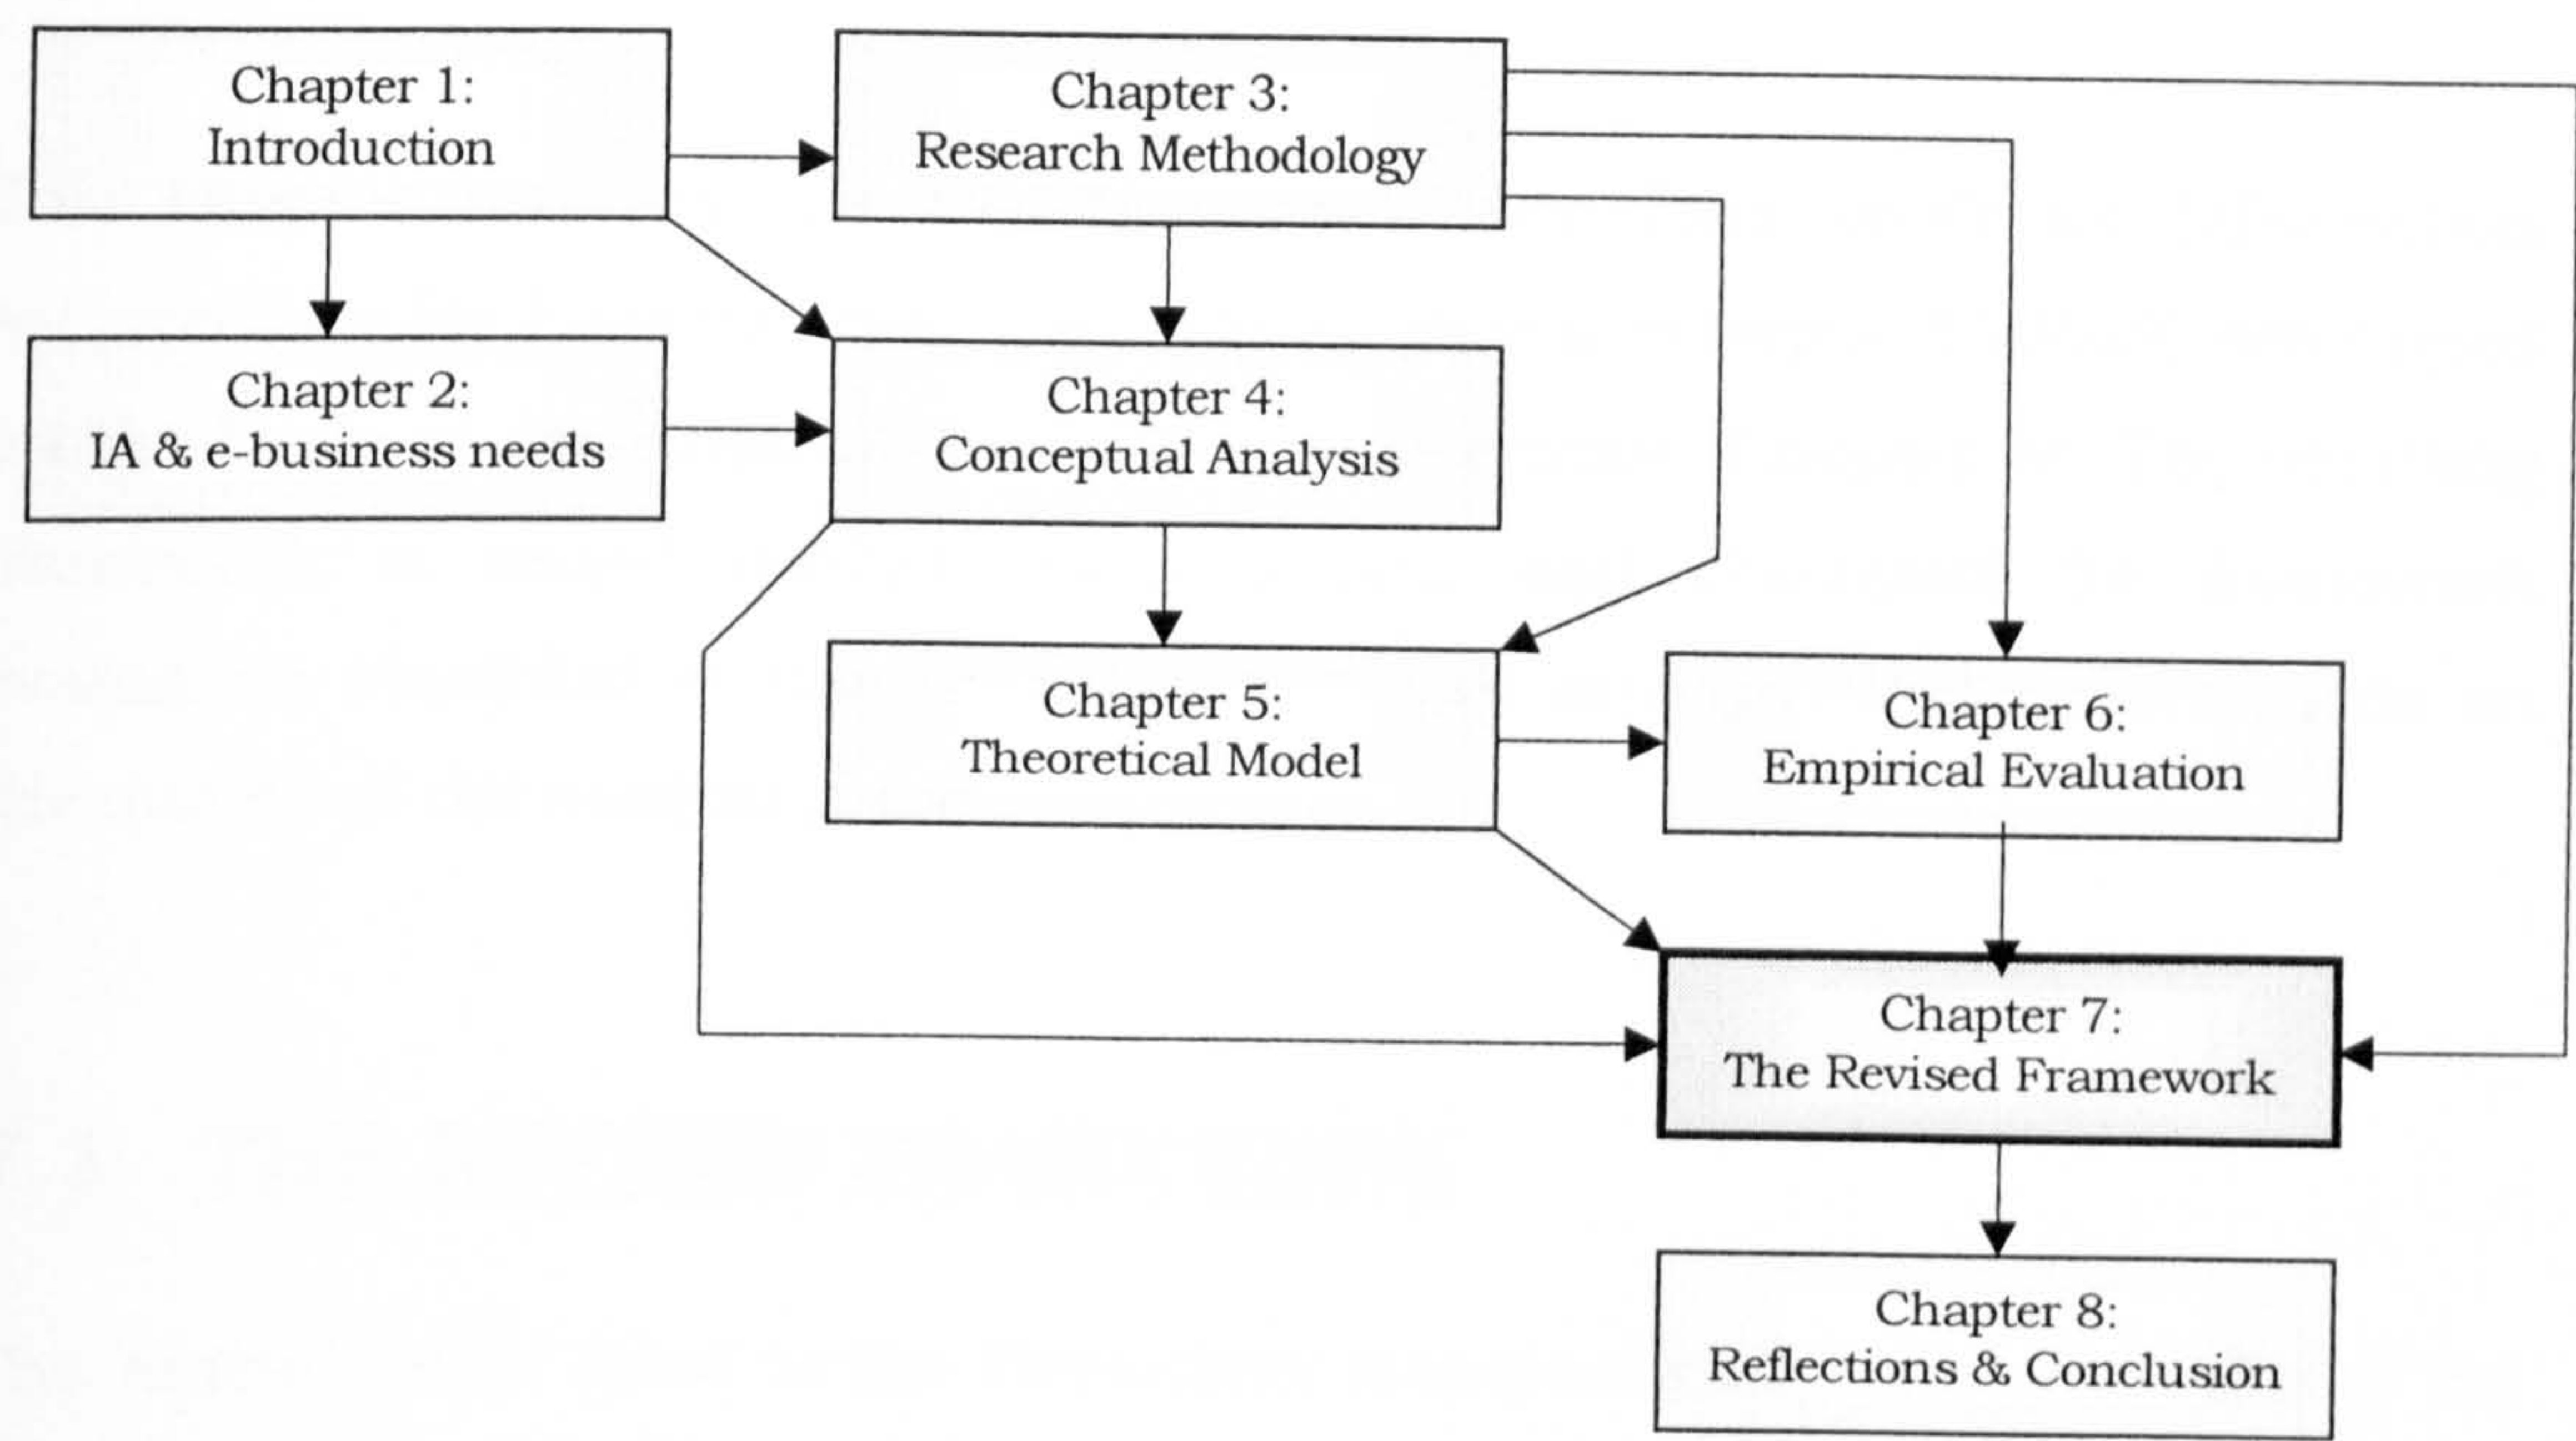 Chapter 1:
Introduction
Chapter 3:
Research Methodology
Chapter 2:
IA & e-business needs
Chapter 4:
Conceptual Analysis
Chapter 5:
Theoretical Model
Chapter 6:
Empirical Evaluation
Chapter 7:
The Revised Framework
Chapter 8:
Reflections & Conclusion